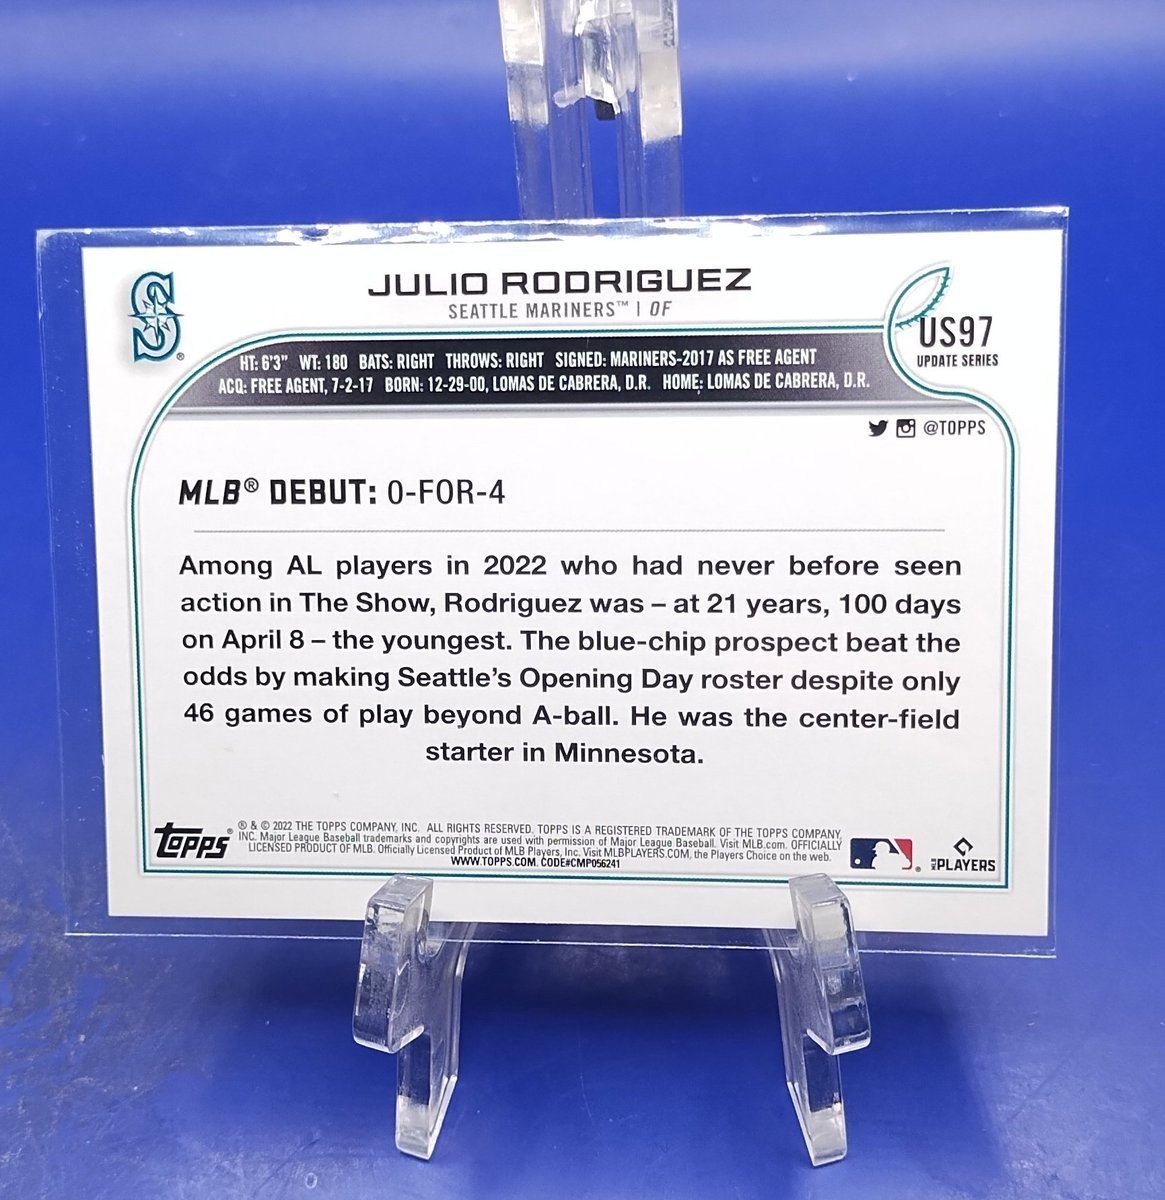 JULIO RODRIGUEZ
SEATTLE MARINERS™ | OF
US97
UPDATE SERIES
HT: 6'3" WT: 180 BATS: RIGHT THROWS: RIGHT SIGNED: MARINERS-2017 AS FREE AGENT
ACQ: FREE AGENT, 7-2-17 BORN: 12-29-00, LOMAS DE CABRERA, D.R. HOME: LOMAS DE CABRERA, D.R.
@TOPPS
MLB® DEBUT: 0-FOR-4
Among AL players in 2022 who had never before seen
action in The Show, Rodriguez was – at 21 years, 100 days
on April 8 – the youngest. The blue-chip prospect beat the
odds by making Seattle's Opening Day roster despite only
46 games of play beyond A-ball. He was the center-field
starter in Minnesota.
topps®
® & © 2022 THE TOPPS COMPANY, INC. ALL RIGHTS RESERVED. TOPPS IS A REGISTERED TRADEMARK OF THE TOPPS COMPANY,
INC. Major League Baseball trademarks and copyrights are used with permission of Major League Baseball. Visit MLB.com. OFFICIALLY
LICENSED PRODUCT OF MLB. Officially Licensed Product of MLB Players, Inc. Visit MLBPLAYERS.COM, the Players Choice on the web.
WWW.TOPPS.COM. CODE#CMP056241
MLB PLAYERS